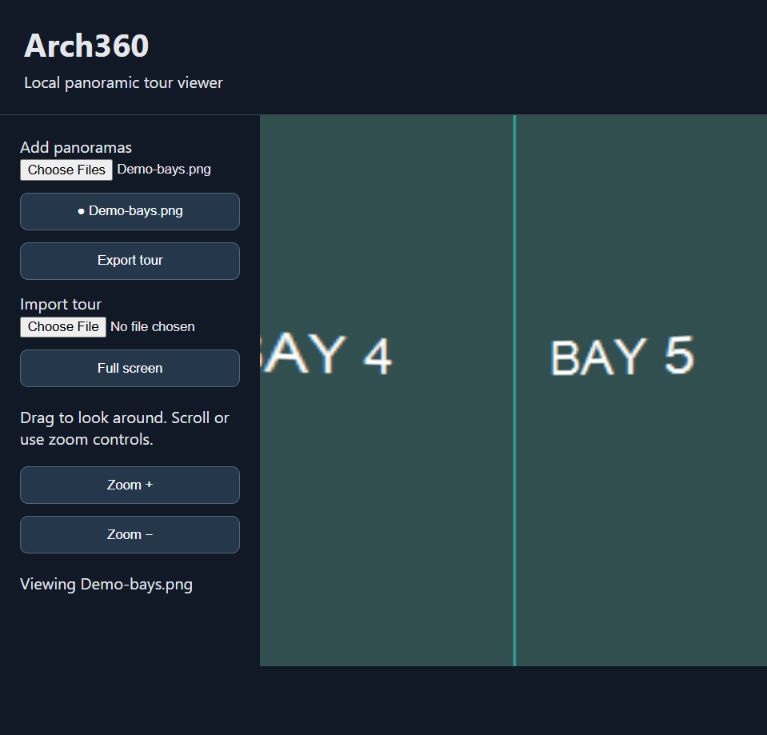 Arch360
Local panoramic tour viewer
Add panoramas
Choose Files Demo-bays.png
● Demo-bays.png
Export tour
Import tour
Choose File No file chosen
Full screen
Drag to look around. Scroll or
use zoom controls.
Zoom +
Zoom −
Viewing Demo-bays.png
BAY 4
BAY 5